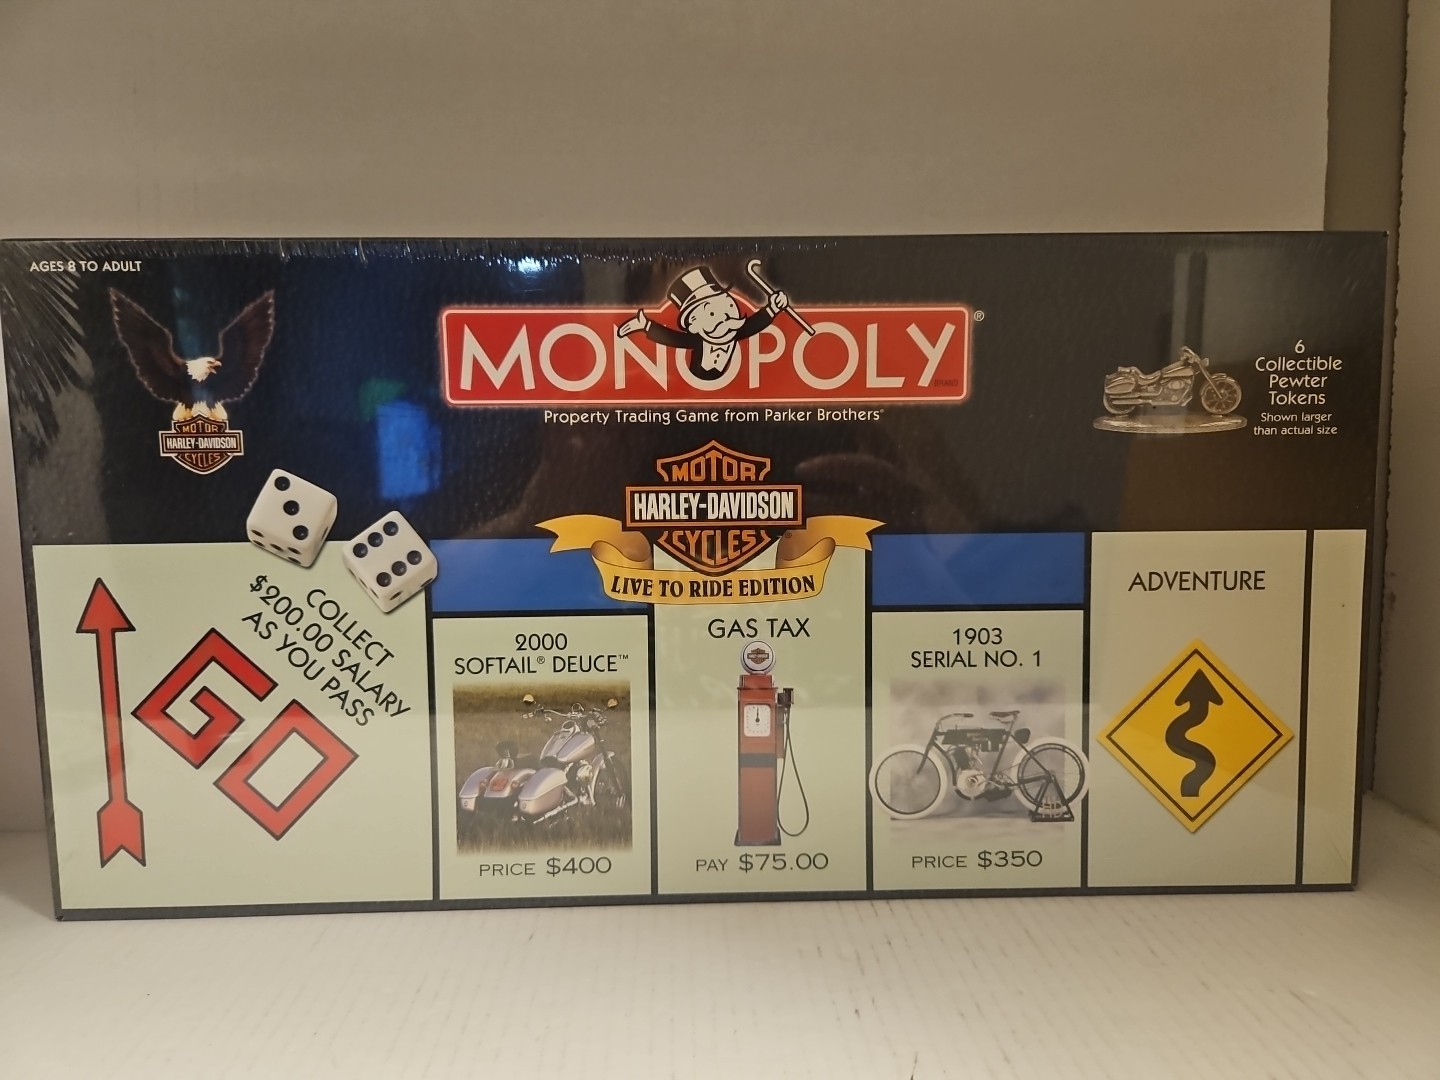 AGES 8 TO ADULT
MONOPOLY®
BRAND
Property Trading Game from Parker Brothers®
6
Collectible
Pewter
Tokens
Shown larger
than actual size
MOTOR
HARLEY-DAVIDSON
CYCLES
MOTOR
HARLEY-DAVIDSON
CYCLES
LIVE TO RIDE EDITION
COLLECT
$200.00 SALARY
AS YOU PASS
GO
2000
SOFTAIL® DEUCE™
PRICE $400
GAS TAX
PAY $75.00
1903
SERIAL NO. 1
PRICE $350
ADVENTURE